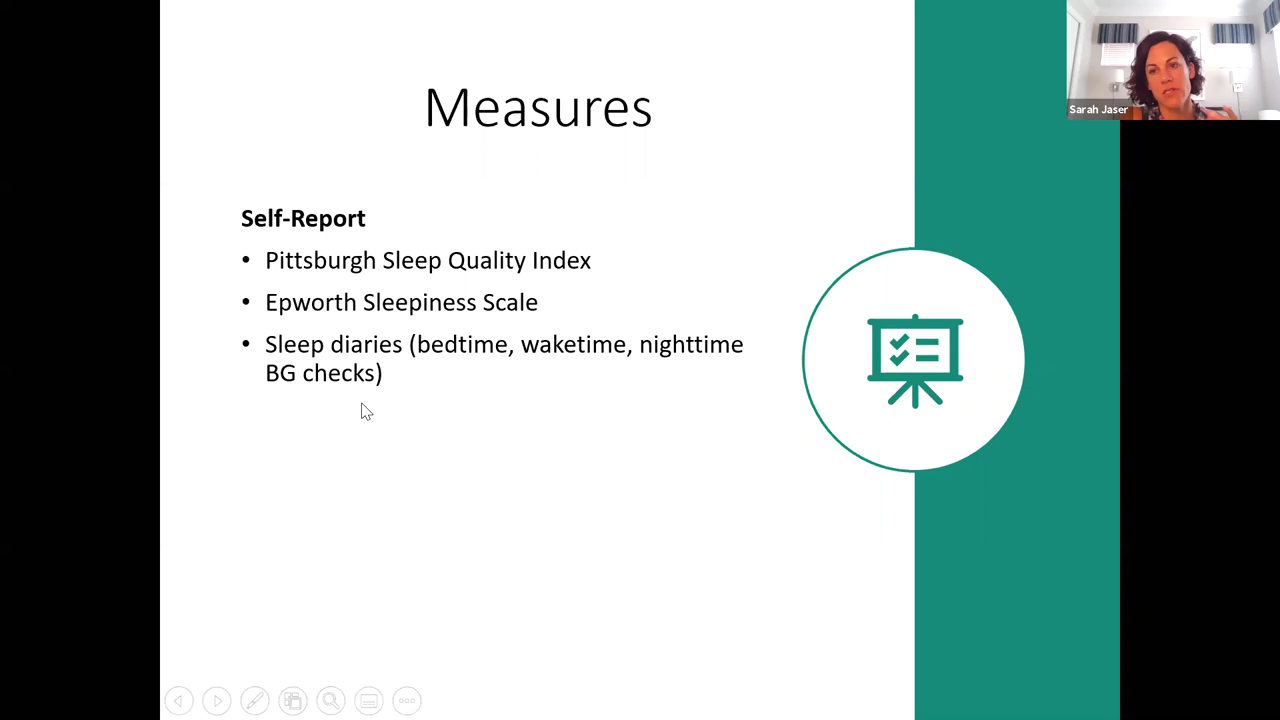 Measures
Sarah Jaser
Self-Report
• Pittsburgh Sleep Quality Index
• Epworth Sleepiness Scale
• Sleep diaries (bedtime, waketime, nighttime
BG checks)